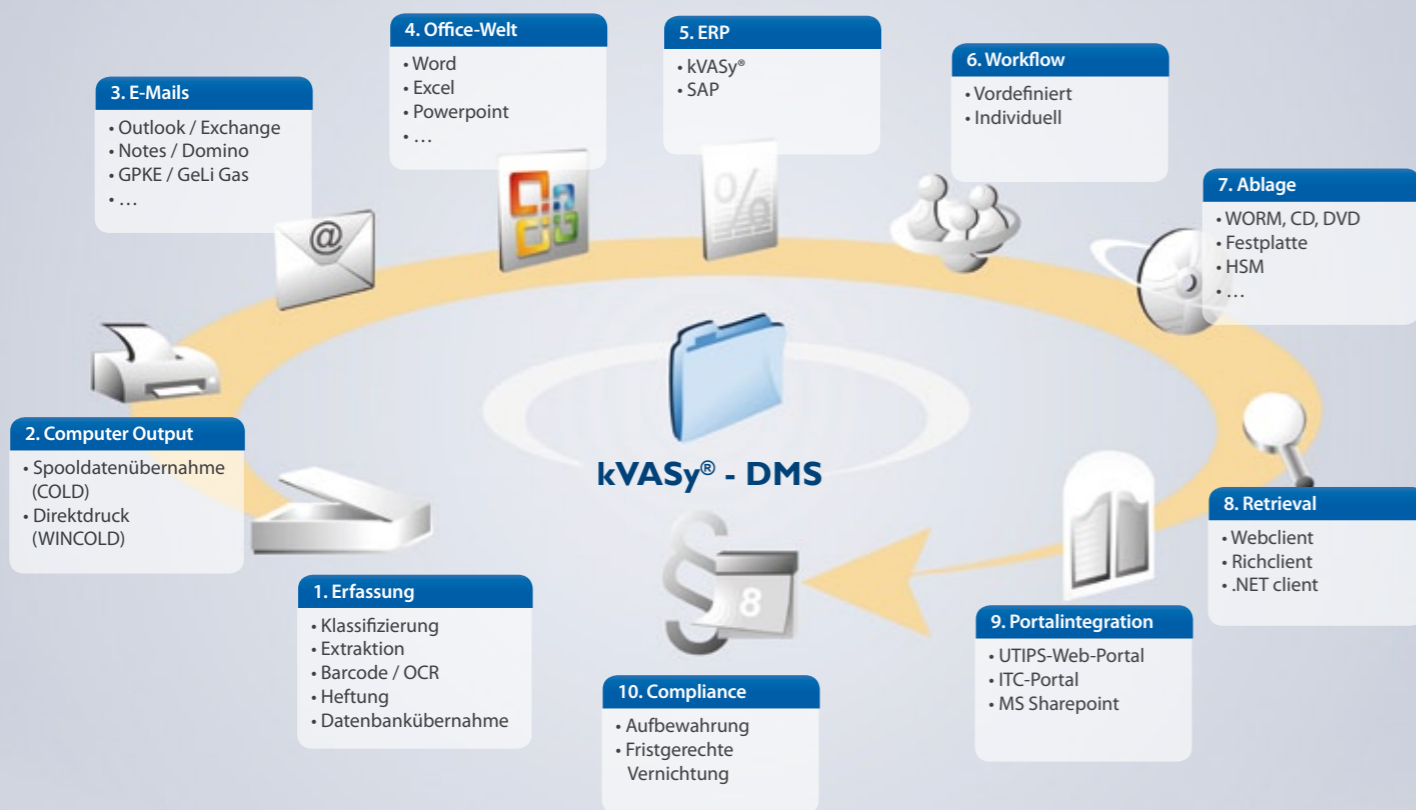 1. Erfassung
• Klassifizierung
• Extraktion
• Barcode / OCR
• Heftung
• Datenbankübernahme
2. Computer Output
• Spooldatenübernahme
(COLD)
• Direktdruck
(WINCOLD)
3. E-Mails
• Outlook / Exchange
• Notes / Domino
• GPKE / GeLi Gas
• …
@
4. Office-Welt
• Word
• Excel
• Powerpoint
• …
5. ERP
• kVASy®
• SAP
%
6. Workflow
• Vordefiniert
• Individuell
7. Ablage
• WORM, CD, DVD
• Festplatte
• HSM
• …
8. Retrieval
• Webclient
• Richclient
• .NET client
9. Portalintegration
• UTIPS-Web-Portal
• ITC-Portal
• MS Sharepoint
10. Compliance
• Aufbewahrung
• Fristgerechte
Vernichtung
§
8
kVASy® - DMS